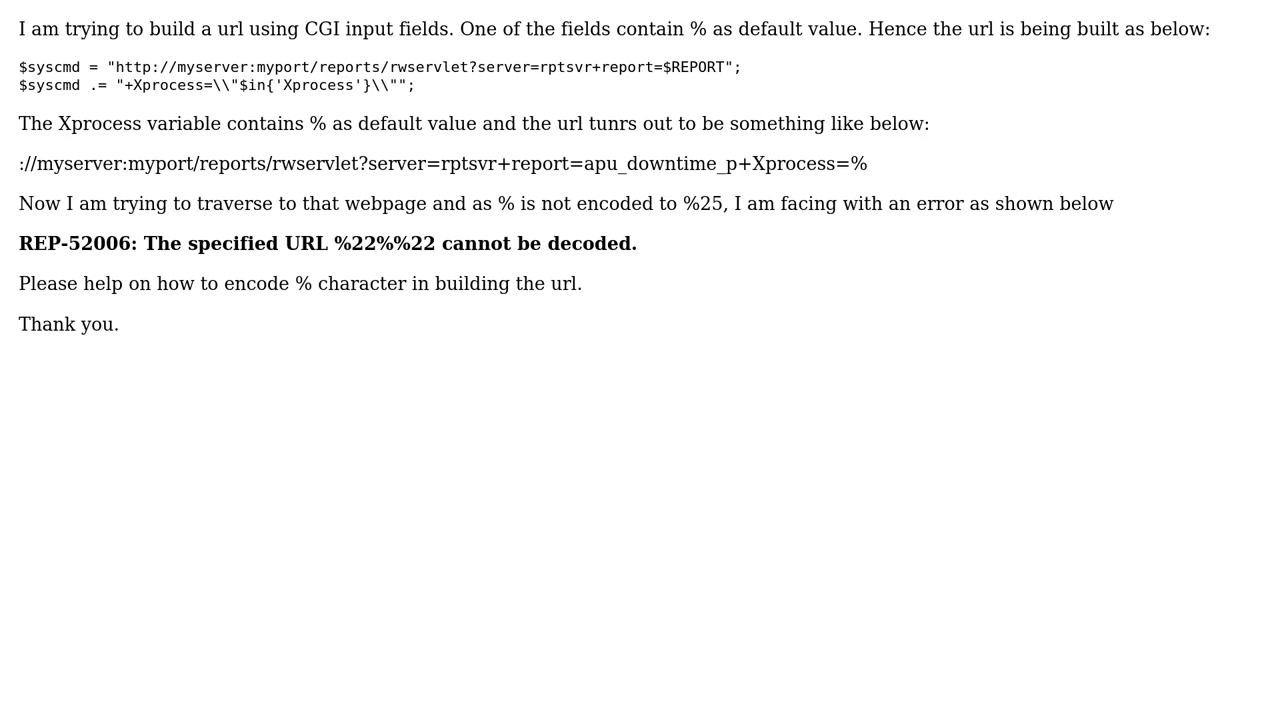 I am trying to build a url using CGI input fields. One of the fields contain % as default value. Hence the url is being built as below:
$syscmd = "http://myserver:myport/reports/rwservlet?server=rptsvr+report=$REPORT";
$syscmd .= "+Xprocess=\\"$in{'Xprocess'}\\"";
The Xprocess variable contains % as default value and the url tunrs out to be something like below:
://myserver:myport/reports/rwservlet?server=rptsvr+report=apu_downtime_p+Xprocess=%
Now I am trying to traverse to that webpage and as % is not encoded to %25, I am facing with an error as shown below
REP-52006: The specified URL %22%%22 cannot be decoded.
Please help on how to encode % character in building the url.
Thank you.